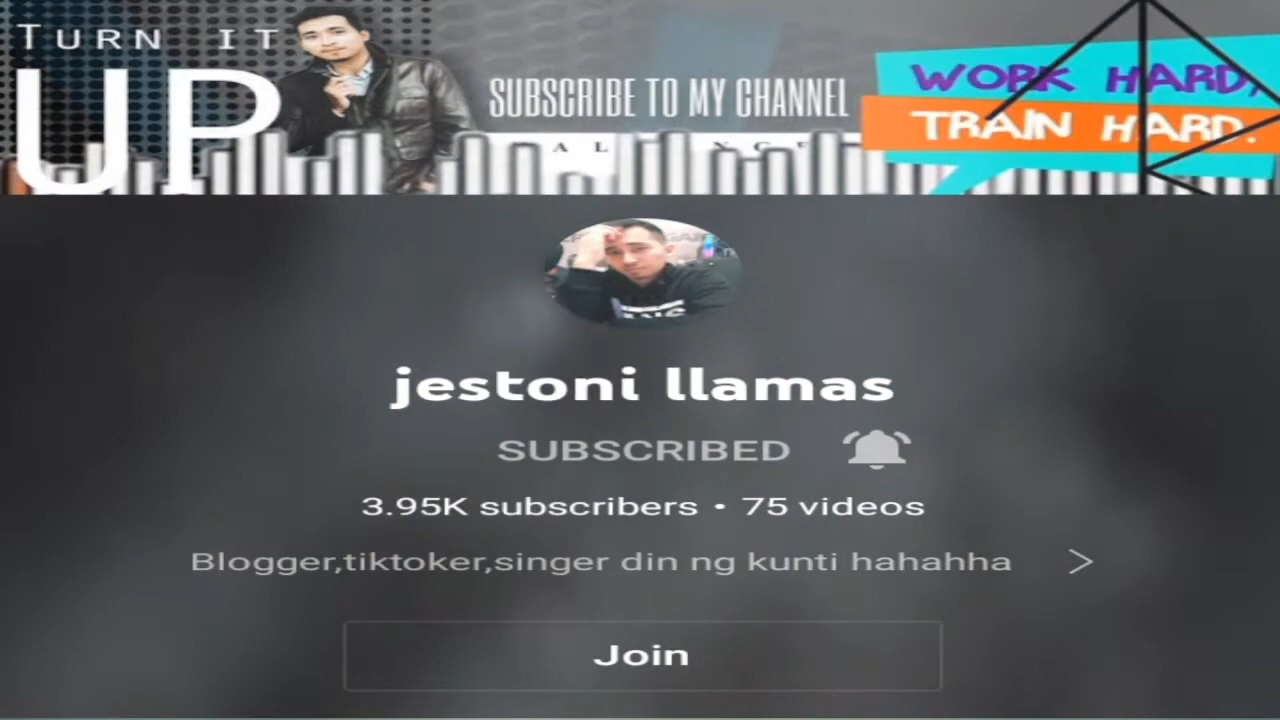 TURN IT
UP
SUBSCRIBE TO MY CHANNEL
WORK HARD,
TRAIN HARD.
jestoni llamas
SUBSCRIBED
3.95K subscribers • 75 videos
Blogger,tiktoker,singer din ng kunti hahahha
Join